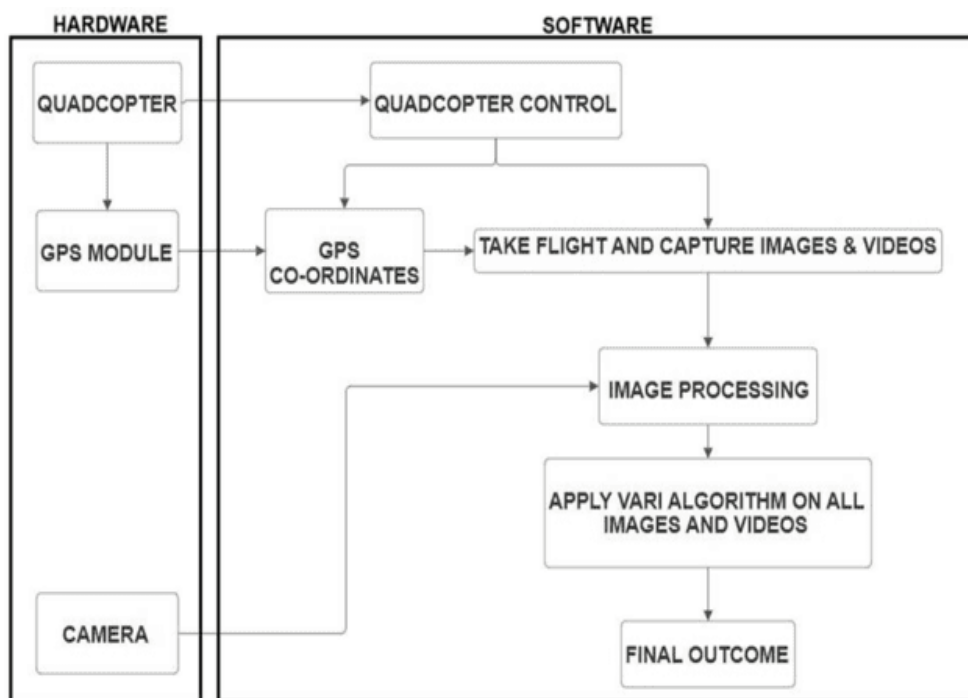 HARDWARE
SOFTWARE
QUADCOPTER
QUADCOPTER CONTROL
GPS MODULE
GPS
CO-ORDINATES
TAKE FLIGHT AND CAPTURE IMAGES & VIDEOS
IMAGE PROCESSING
APPLY VARI ALGORITHM ON ALL
IMAGES AND VIDEOS
CAMERA
FINAL OUTCOME